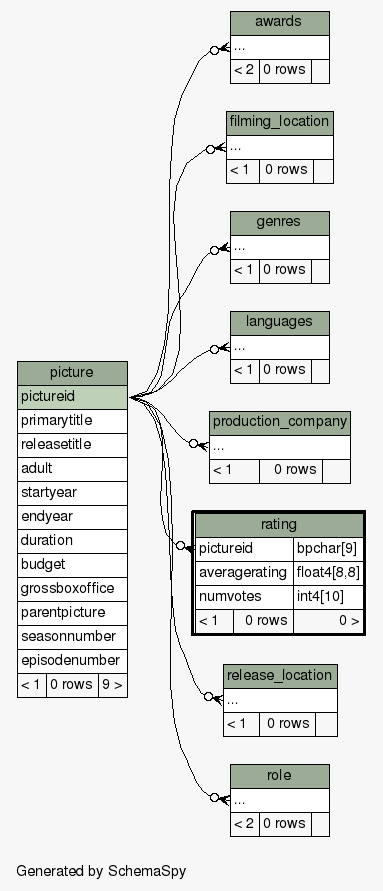 awards
...
< 2 0 rows
filming_location
...
< 1 0 rows
genres
...
< 1 0 rows
languages
...
< 1 0 rows
picture
pictureid
primarytitle
releasetitle
adult
startyear
endyear
duration
budget
grossboxoffice
parentpicture
seasonnumber
episodenumber
< 1 0 rows 9 >
production_company
...
< 1 0 rows
rating
pictureid bpchar[9]
averagerating float4[8,8]
numvotes int4[10]
< 1 0 rows 0 >
release_location
...
< 1 0 rows
role
...
< 2 0 rows
Generated by SchemaSpy